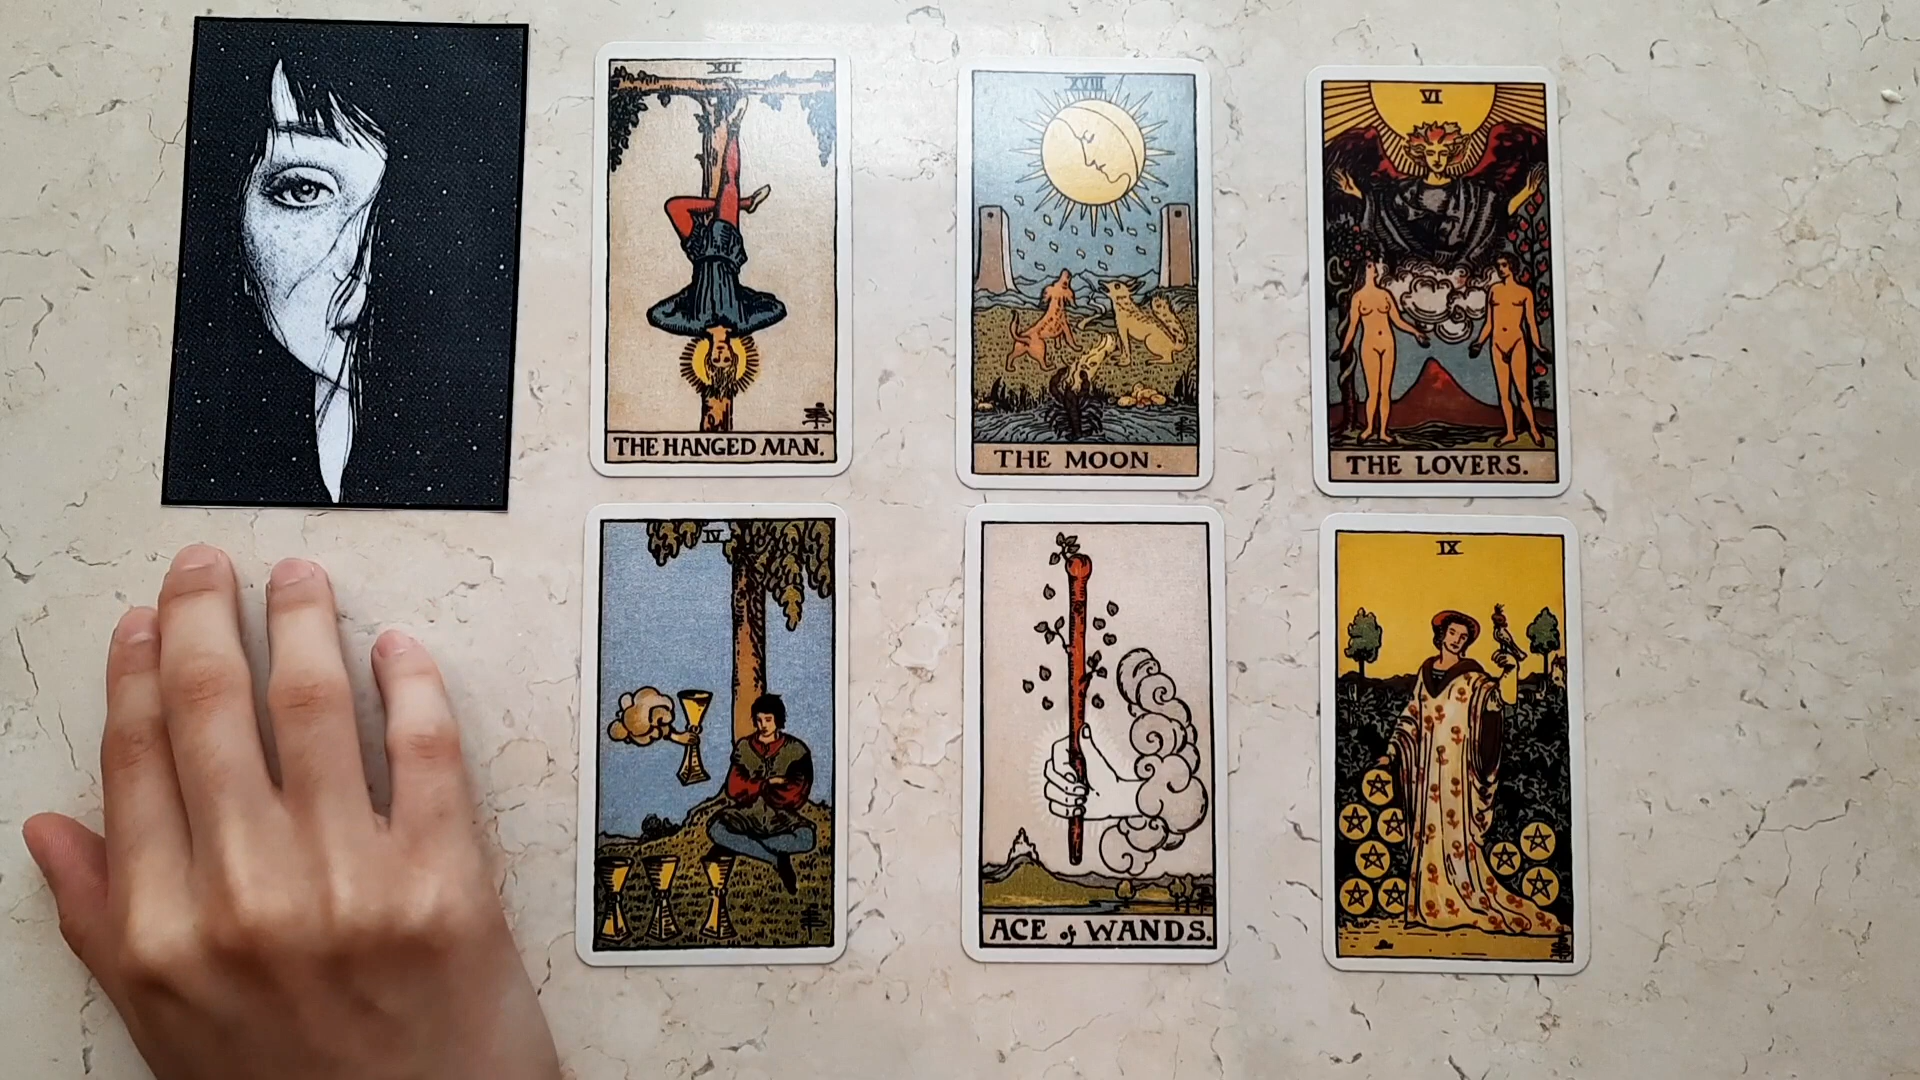 XII
THE HANGED MAN.
XVIII
THE MOON.
VI
THE LOVERS.
IV
ACE of WANDS.
IX